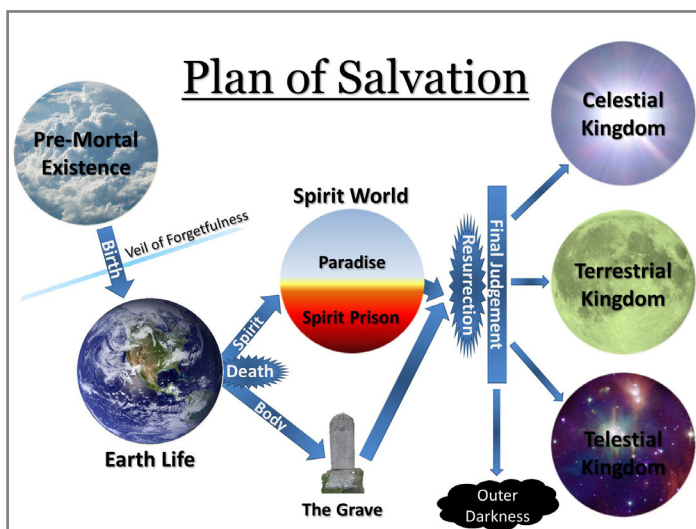 Plan of Salvation
Pre-Mortal
Existence
Veil of Forgetfulness
Birth
Earth Life
Spirit
Death
Body
Spirit World
Paradise
Spirit Prison
The Grave
Resurrection
Final Judgement
Celestial
Kingdom
Terrestrial
Kingdom
Telestial
Kingdom
Outer
Darkness